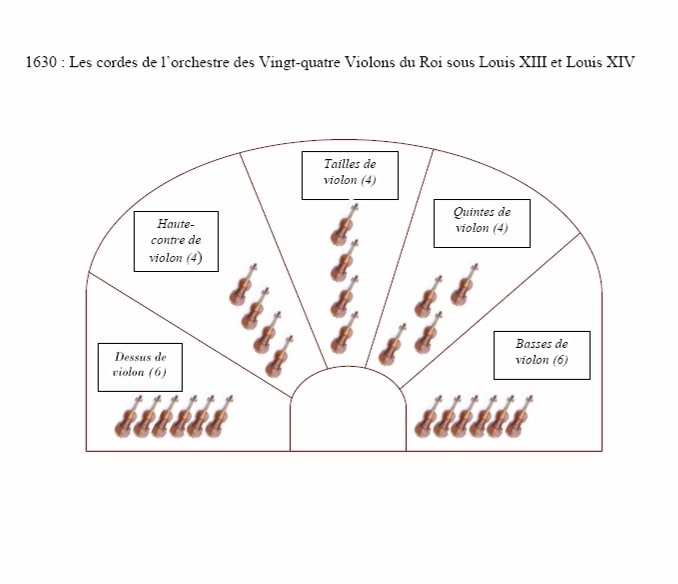 1630 : Les cordes de l'orchestre des Vingt-quatre Violons du Roi sous Louis XIII et Louis XIV
Tailles de
violon (4)
Haute-
contre de
violon (4)
Quintes de
violon (4)
Dessus de
violon (6)
Basses de
violon (6)